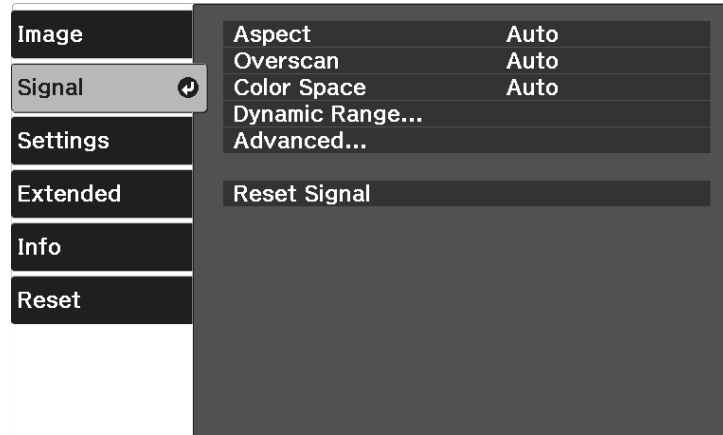 Image
Signal
Settings
Extended
Info
Reset
Aspect Auto
Overscan Auto
Color Space Auto
Dynamic Range...
Advanced...
Reset Signal